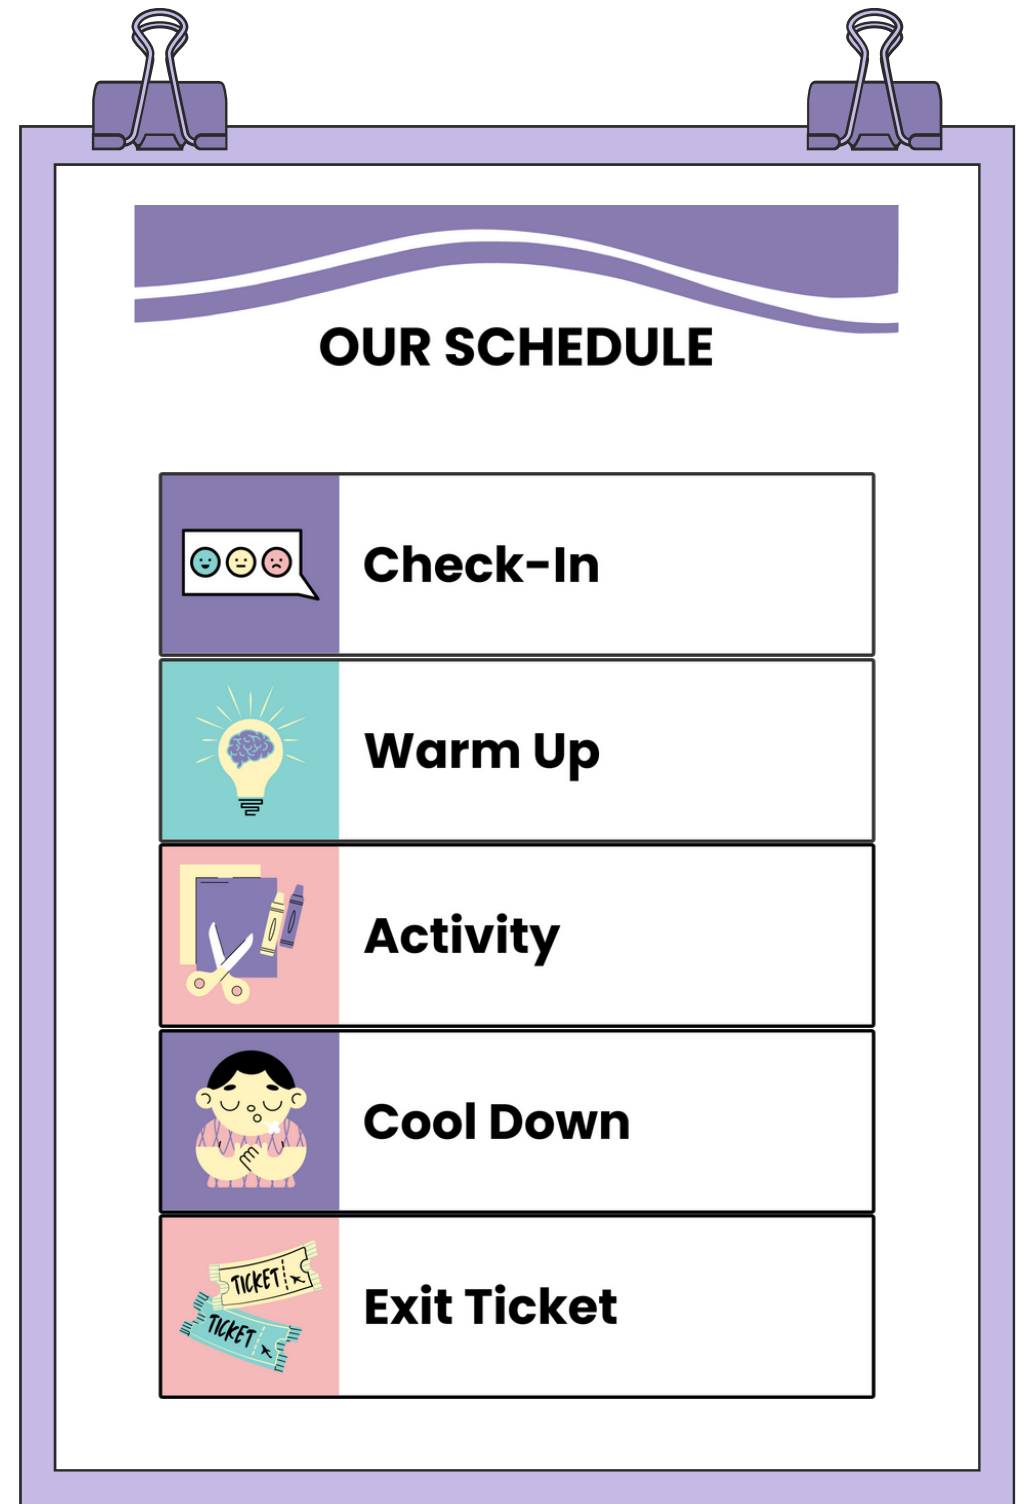 OUR SCHEDULE
Check-In
Warm Up
Activity
Cool Down
TICKET
TICKET
Exit Ticket